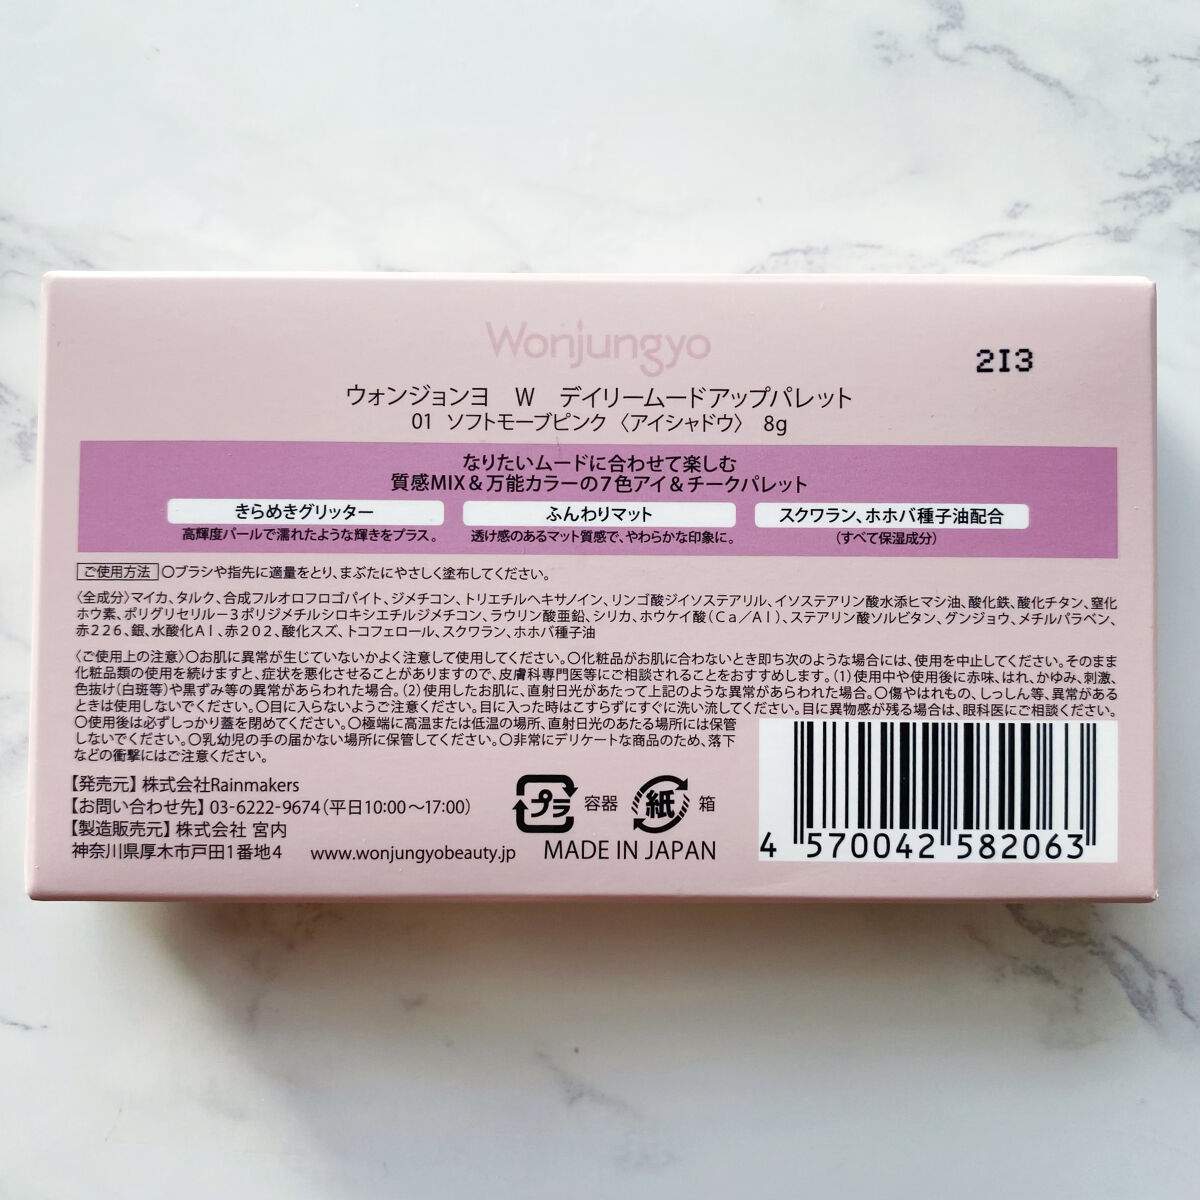 Wonjungyo
2I3
ウォンジョンヨ　W　デイリームードアップパレット
01 ソフトモーブピンク〈アイシャドウ〉 8g
なりたいムードに合わせて楽しむ
質感MIX＆万能カラーの7色アイ＆チークパレット
きらめきグリッター
高輝度パールで濡れたような輝きをプラス。
ふんわりマット
透け感のあるマット質感で、やわらかな印象に。
スクワラン、ホホバ種子油配合
(すべて保湿成分)
ご使用方法 〇ブラシや指先に適量をとり、まぶたにやさしく塗布してください。
〈全成分〉マイカ、タルク、合成フルオロフロゴパイト、ジメチコン、トリエチルヘキサノイン、リンゴ酸ジイソステアリル、イソステアリン酸水添ヒマシ油、酸化鉄、酸化チタン、窒化
ホウ素、ポリグリセリル－3ポリジメチルシロキシエチルジメチコン、ラウリン酸亜鉛、シリカ、ホウケイ酸(Ca／Al)、ステアリン酸ソルビタン、グンジョウ、メチルパラベン、
赤226、銀、水酸化Al、赤202、酸化スズ、トコフェロール、スクワラン、ホホバ種子油
〈ご使用上の注意〉〇お肌に異常が生じていないかよく注意して使用してください。〇化粧品がお肌に合わないとき即ち次のような場合には、使用を中止してください。そのまま
化粧品類の使用を続けますと、症状を悪化させることがありますので、皮膚科専門医等にご相談されることをおすすめします。(1)使用中や使用後に赤味、はれ、かゆみ、刺激、
色抜け(白斑等)や黒ずみ等の異常があらわれた場合。(2)使用したお肌に、直射日光があたって上記のような異常があらわれた場合。〇傷やはれもの、しっしん等、異常がある
ときは使用しないでください。〇目に入らないようご注意ください。目に入った時はこすらずにすぐに洗い流してください。目に異物感が残る場合は、眼科医にご相談ください。
〇使用後は必ずしっかり蓋を閉めてください。〇極端に高温または低温の場所、直射日光のあたる場所には保管
しないでください。〇乳幼児の手の届かない場所に保管してください。〇非常にデリケートな商品のため、落下
などの衝撃にはご注意ください。
【発売元】株式会社Rainmakers
【お問い合わせ先】03-6222-9674(平日10:00～17:00)
【製造販売元】株式会社 宮内
神奈川県厚木市戸田1番地4 www.wonjungyobeauty.jp
プラ 容器
紙 箱
MADE IN JAPAN
4 570042 582063